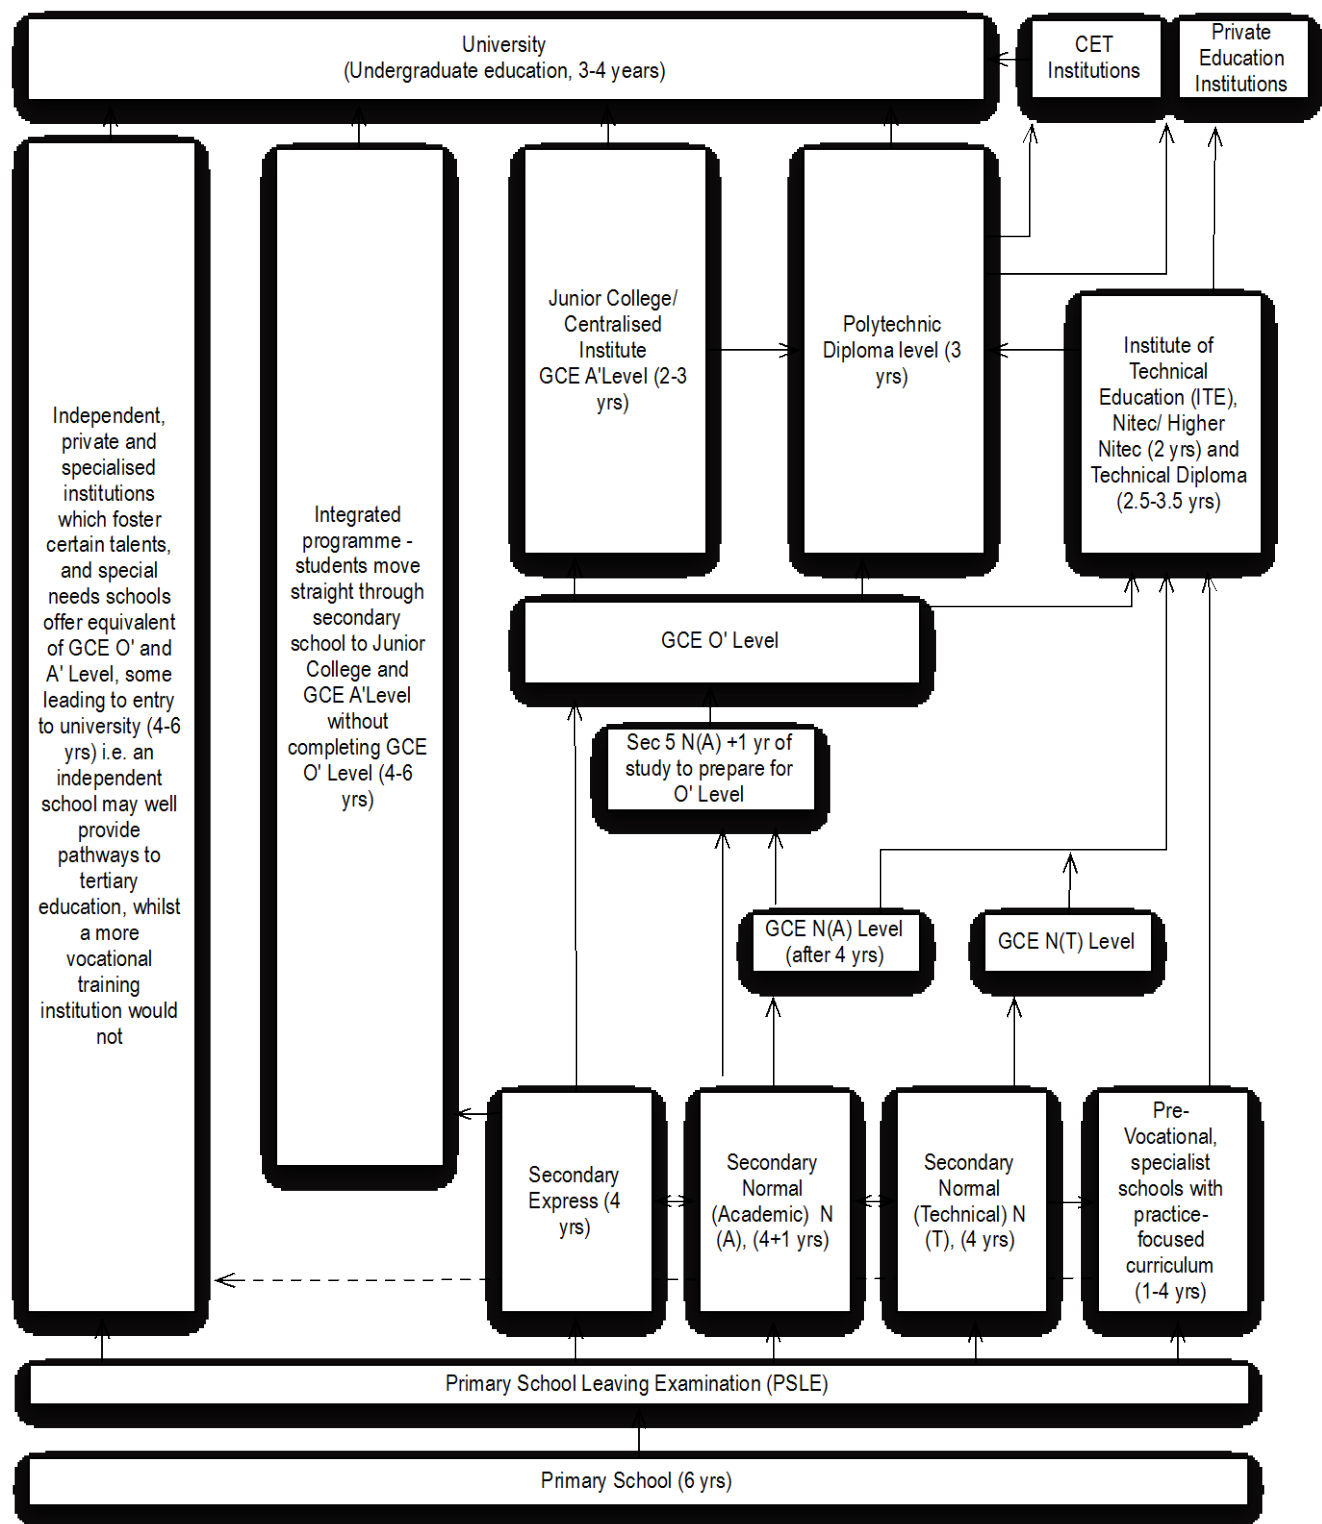 University
(Undergraduate education, 3-4 years)
CET
Institutions
Private
Education
Institutions
Independent,
private and
specialised
institutions
which foster
certain talents,
and special
needs schools
offer equivalent
of GCE O' and
A' Level, some
leading to entry
to university (4-6
yrs) i.e. an
independent
school may well
provide
pathways to
tertiary
education, whilst
a more
vocational
training
institution would
not
Integrated
programme -
students move
straight through
secondary
school to Junior
College and
GCE A'Level
without
completing GCE
O' Level (4-6
yrs)
Junior College/
Centralised
Institute
GCE A'Level (2-3
yrs)
Polytechnic
Diploma level (3
yrs)
Institute of
Technical
Education (ITE),
Nitec/ Higher
Nitec (2 yrs) and
Technical Diploma
(2.5-3.5 yrs)
GCE O' Level
Sec 5 N(A) +1 yr of
study to prepare for
O' Level
GCE N(A) Level
(after 4 yrs)
GCE N(T) Level
Secondary
Express (4
yrs)
Secondary
Normal
(Academic) N
(A), (4+1 yrs)
Secondary
Normal
(Technical) N
(T), (4 yrs)
Pre-
Vocational,
specialist
schools with
practice-
focused
curriculum
(1-4 yrs)
Primary School Leaving Examination (PSLE)
Primary School (6 yrs)